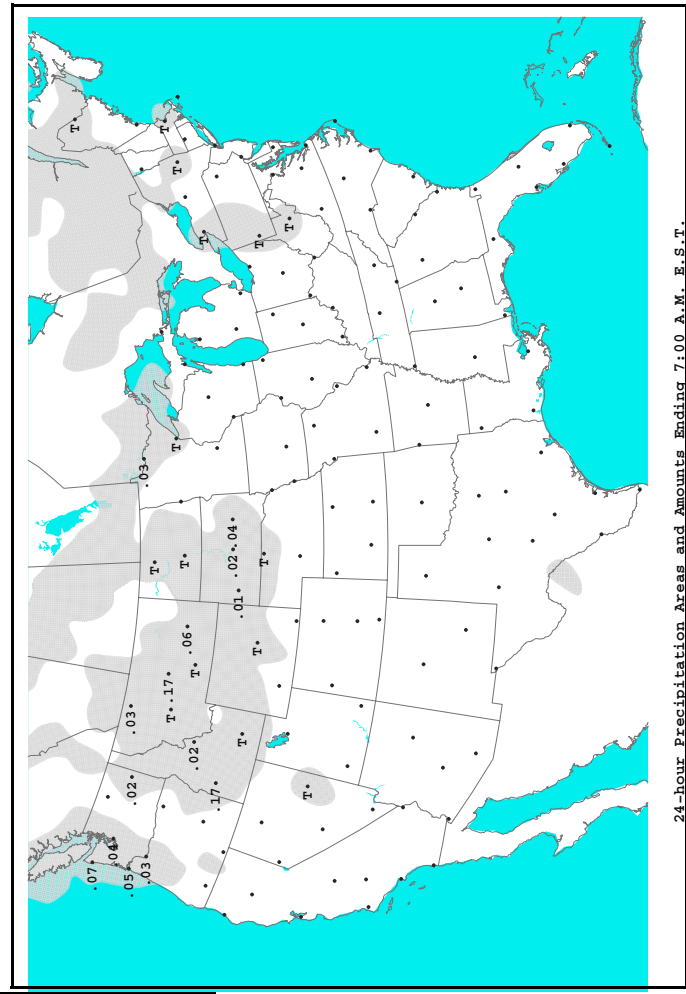 T
.07
.04
.05
.03
.02
.03
.03
T
T
.17
T
T
T
T
.06
.02
T
T
.17
.02
.04
.01
T
T
T
T
T
T
24-hour Precipitation Areas and Amounts Ending 7:00 A.M. E.S.T.